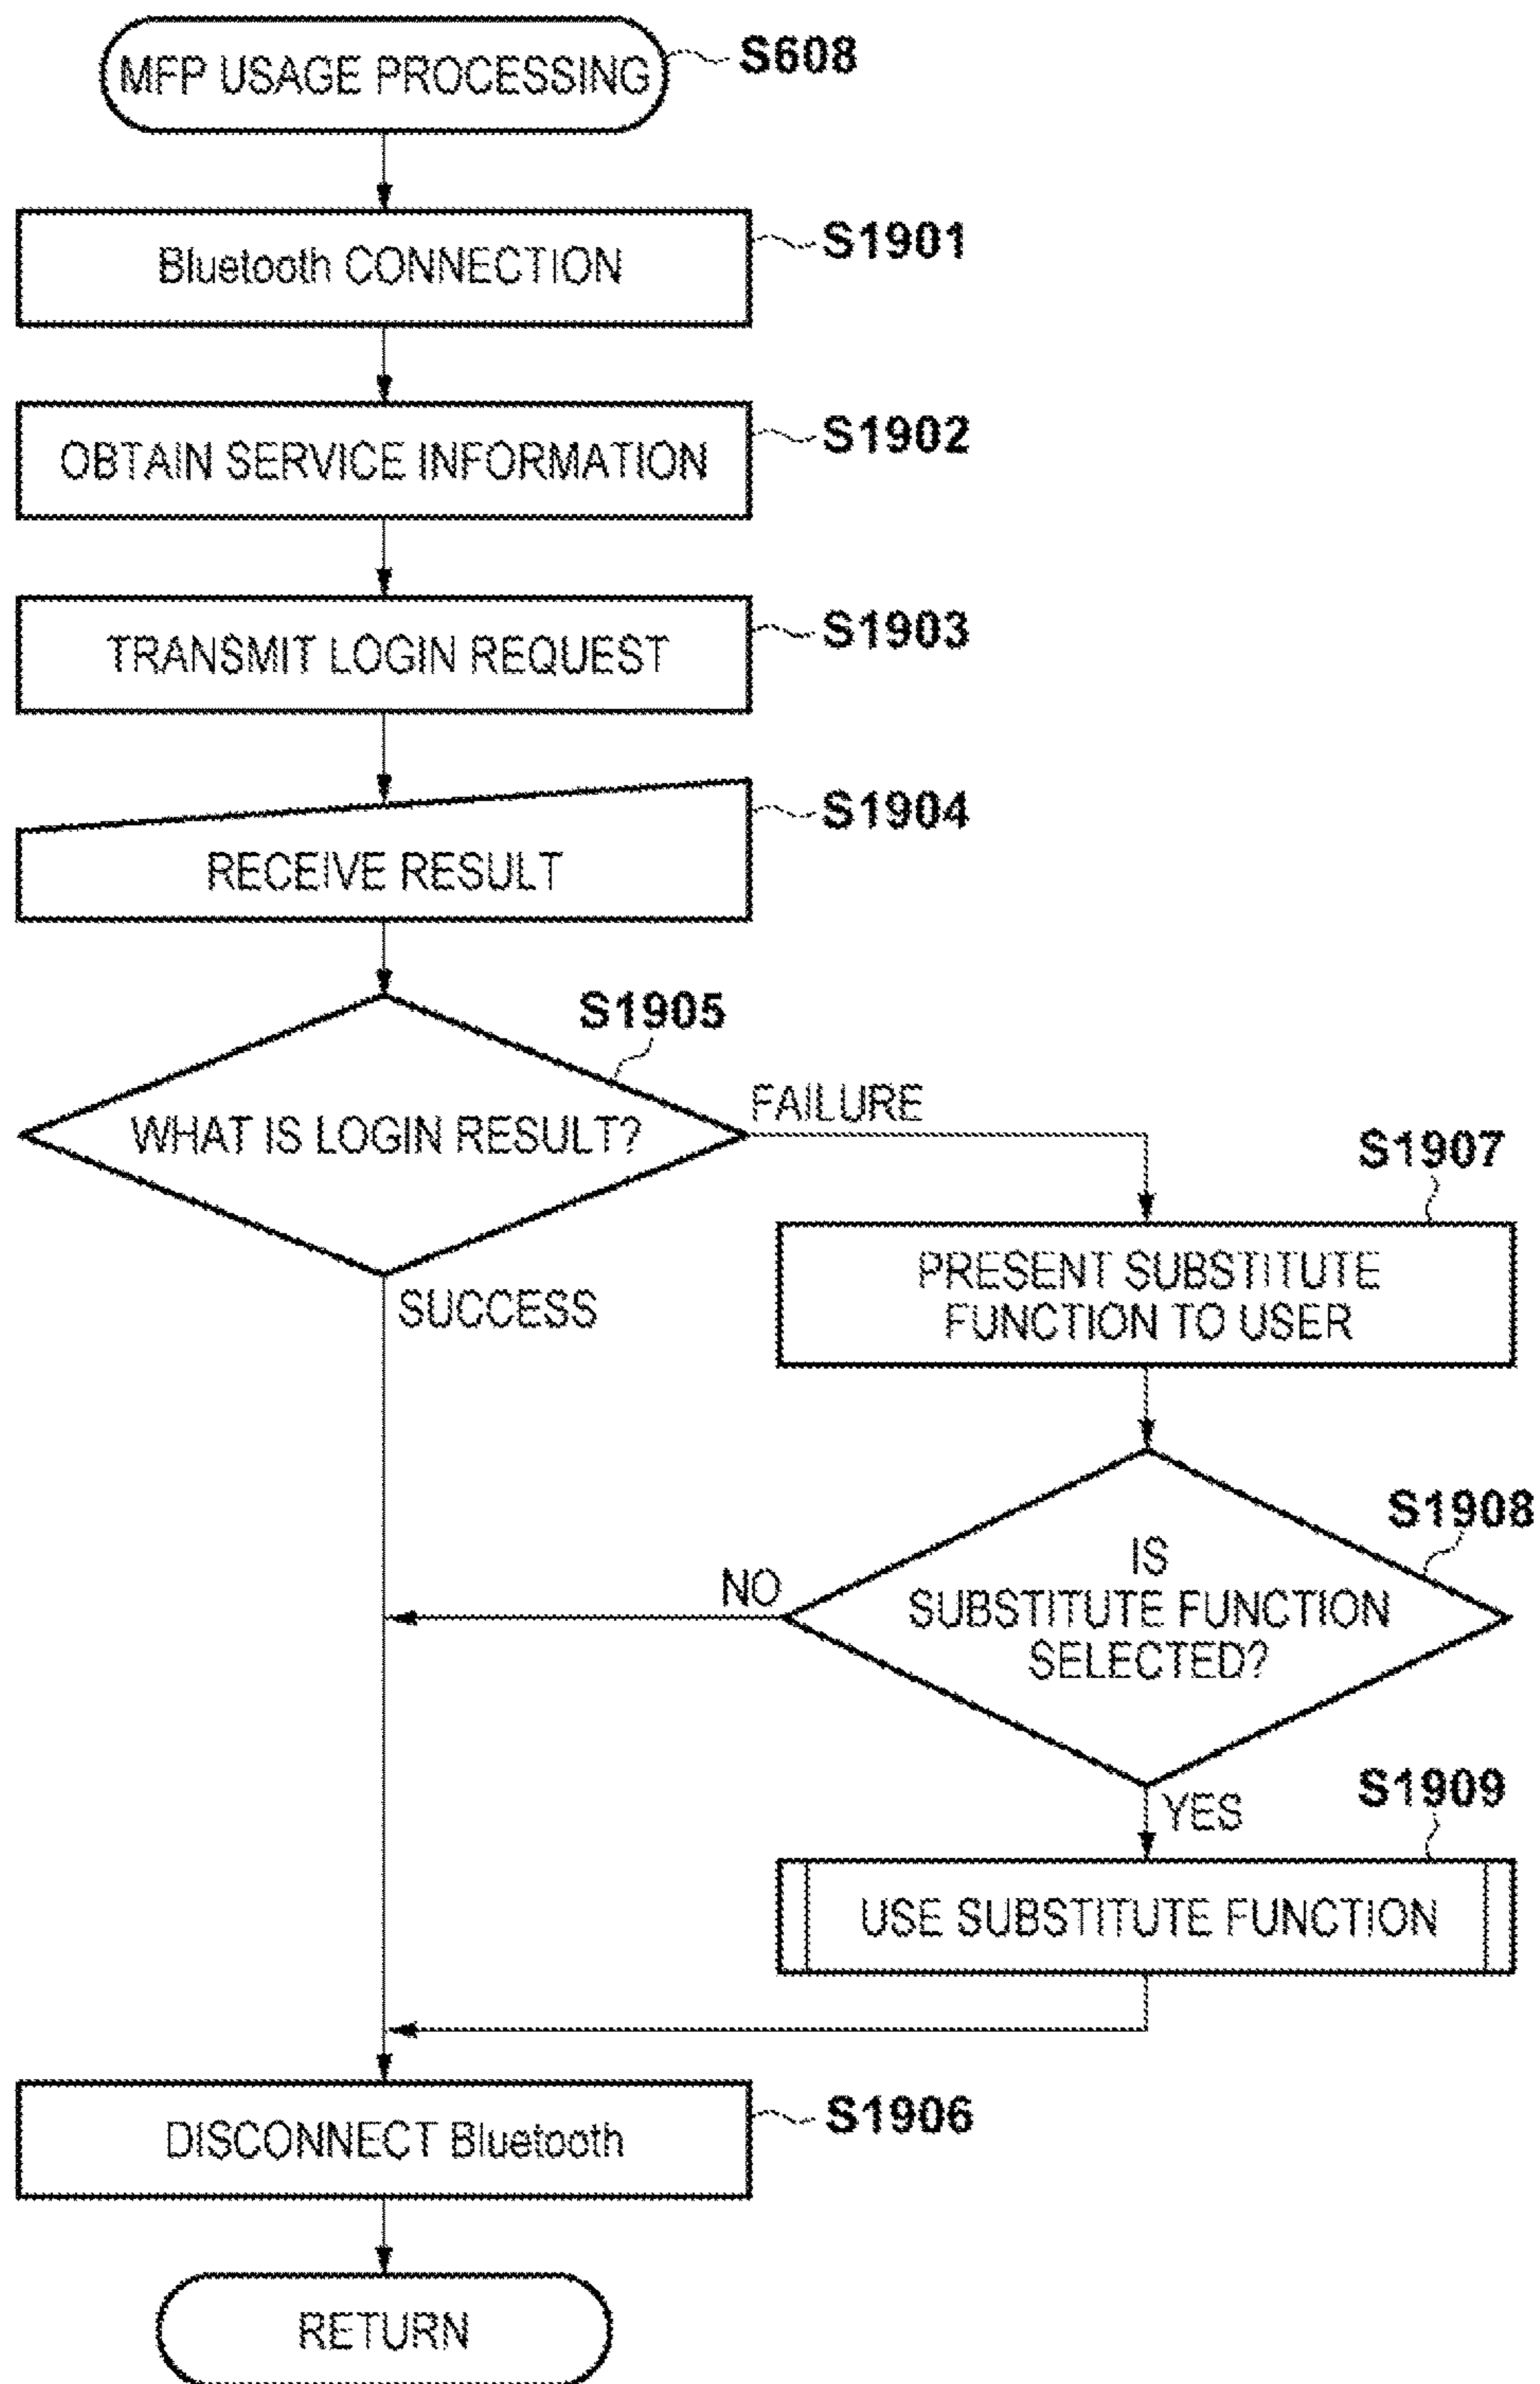 MFP USAGE PROCESSING
S608
Bluetooth CONNECTION
S1901
OBTAIN SERVICE INFORMATION
S1902
TRANSMIT LOGIN REQUEST
S1903
RECEIVE RESULT
S1904
WHAT IS LOGIN RESULT?
S1905
FAILURE
SUCCESS
S1907
PRESENT SUBSTITUTE
FUNCTION TO USER
S1908
IS
SUBSTITUTE FUNCTION
SELECTED?
NO
YES
S1909
USE SUBSTITUTE FUNCTION
DISCONNECT Bluetooth
S1906
RETURN